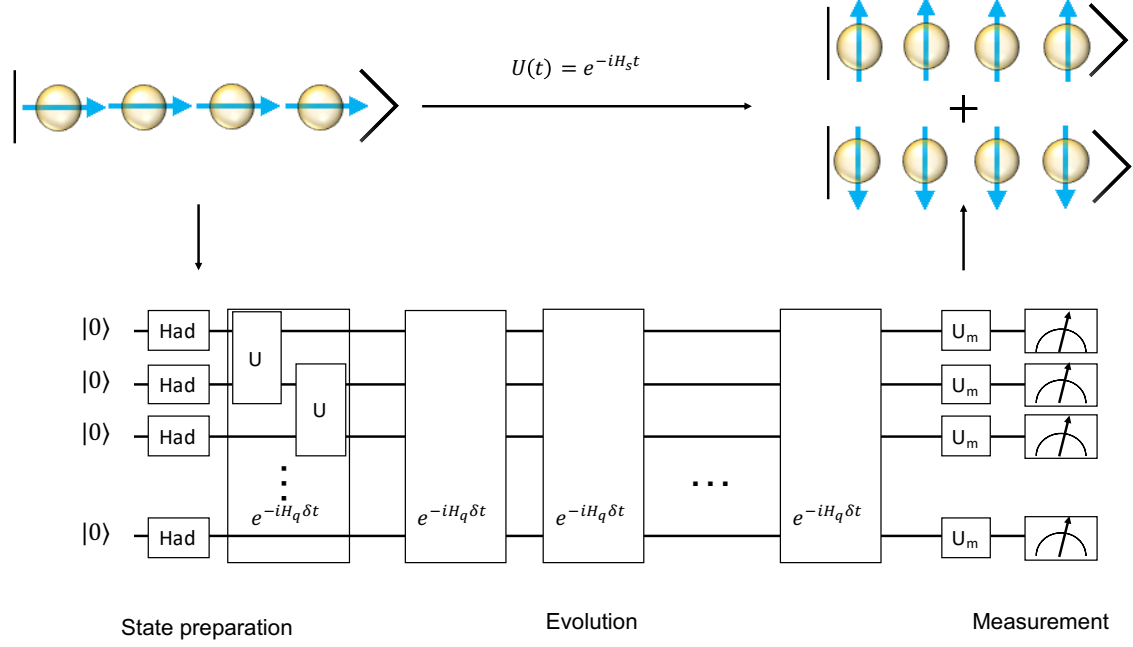 U(t) = e^{-iH_s t}
+
|0⟩ Had U U_m
|0⟩ Had U U_m
|0⟩ Had U_m
⋮ ...
|0⟩ Had e^{-iH_q δt} e^{-iH_q δt} e^{-iH_q δt} e^{-iH_q δt} U_m
State preparation Evolution Measurement